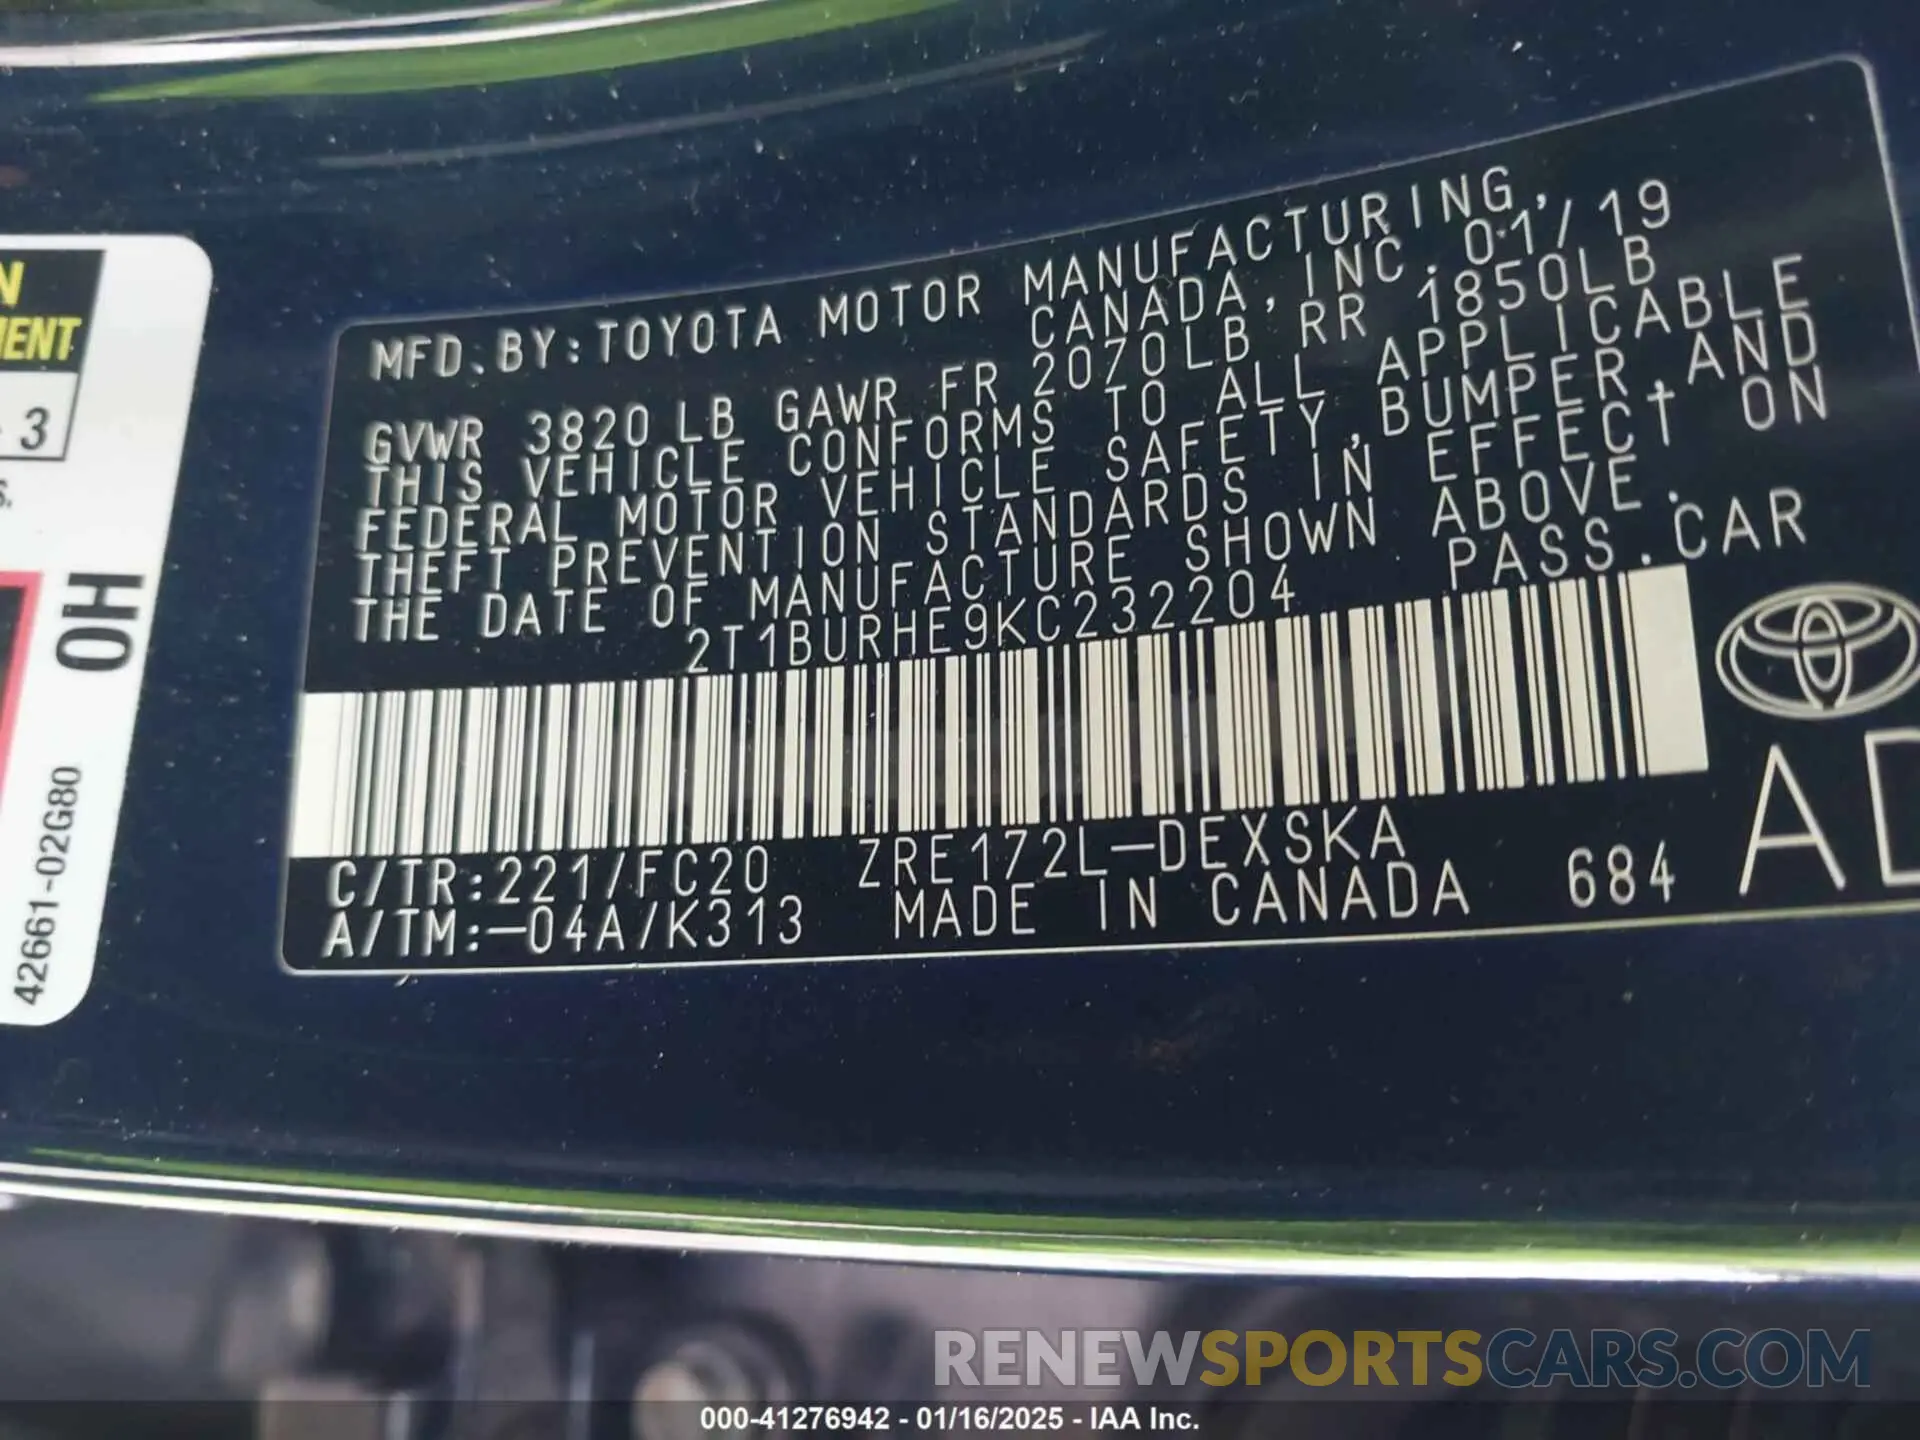 MFD.BY:TOYOTA MOTOR MANUFACTURING,
CANADA, INC. 01/19
GVWR 3820LB GAWR FR 2070LB RR 1850LB
THIS VEHICLE CONFORMS TO ALL APPLICABLE
FEDERAL MOTOR VEHICLE SAFETY,BUMPER,AND
THEFT PREVENTION STANDARDS IN EFFECT ON
THE DATE OF MANUFACTURE SHOWN ABOVE.
2T1BURHE9KC232204 PASS.CAR
C/TR:221/FC20 ZRE172L-DEXSKA
A/TM:-04A/K313 MADE IN CANADA 684
AD
N
MENT
3
S.
OH
42661-02G80
RENEWSPORTSCARS.COM
000-41276942 - 01/16/2025 - IAA Inc.